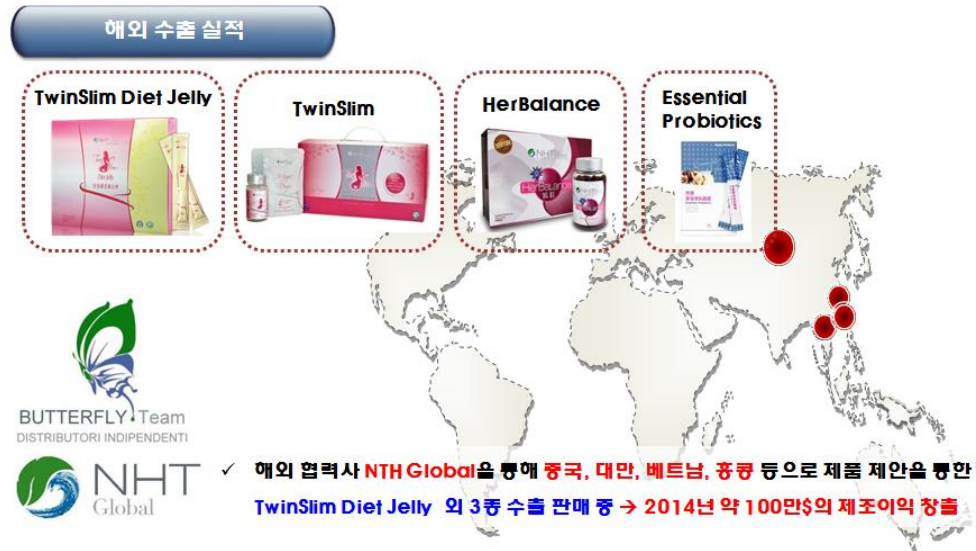 해외 수출 실적
TwinSlim Diet Jelly
TwinSlim
HerBalance
Essential
Probiotics
NHT
HerBalance
BUTTERFLY Team
DISTRIBUTORI INDIPENDENTI
NHT
Global
✓ 해외 협력사 NTH Global을 통해 중국, 대만, 베트남, 홍콩 등으로 제품 제안을 통한
TwinSlim Diet Jelly 외 3종 수출 판매 중 → 2014년 약 100만$의 제조이익 창출